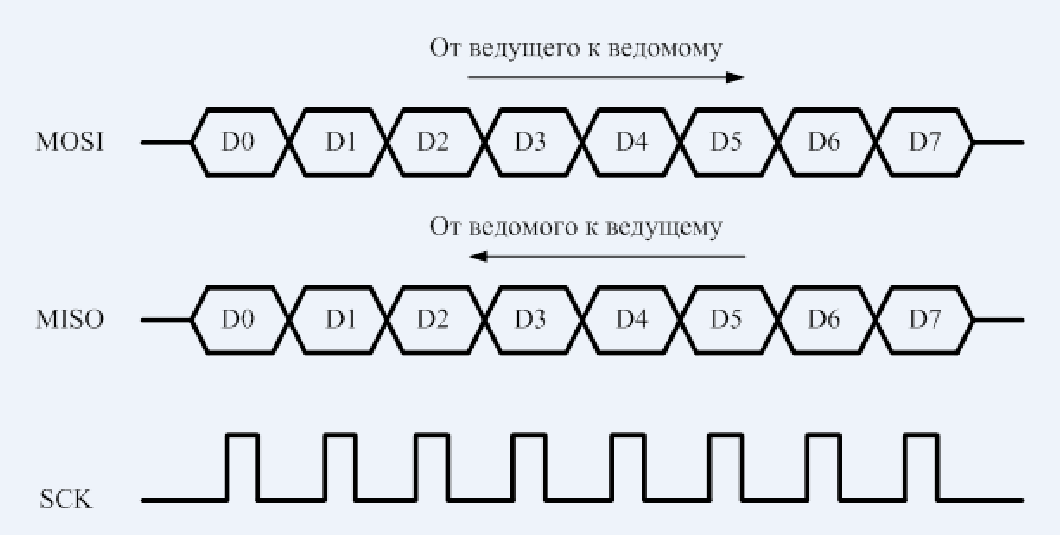 От ведущего к ведомому
MOSI D0 D1 D2 D3 D4 D5 D6 D7
От ведомого к ведущему
MISO D0 D1 D2 D3 D4 D5 D6 D7
SCK